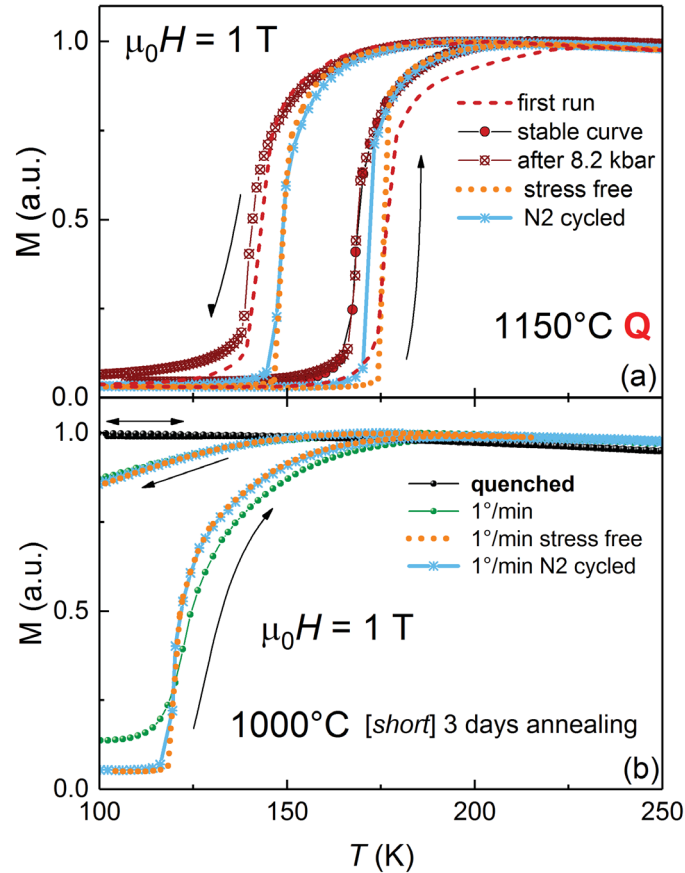 μ₀H = 1 T
1.0
first run
stable curve
after 8.2 kbar
stress free
N2 cycled
M (a.u.)
0.5
1150°C Q
(a)
0.0
1.0
quenched
1°/min
1°/min stress free
1°/min N2 cycled
M (a.u.)
0.5
μ₀H = 1 T
1000°C [short] 3 days annealing
(b)
0.0
100 150 200 250
T (K)